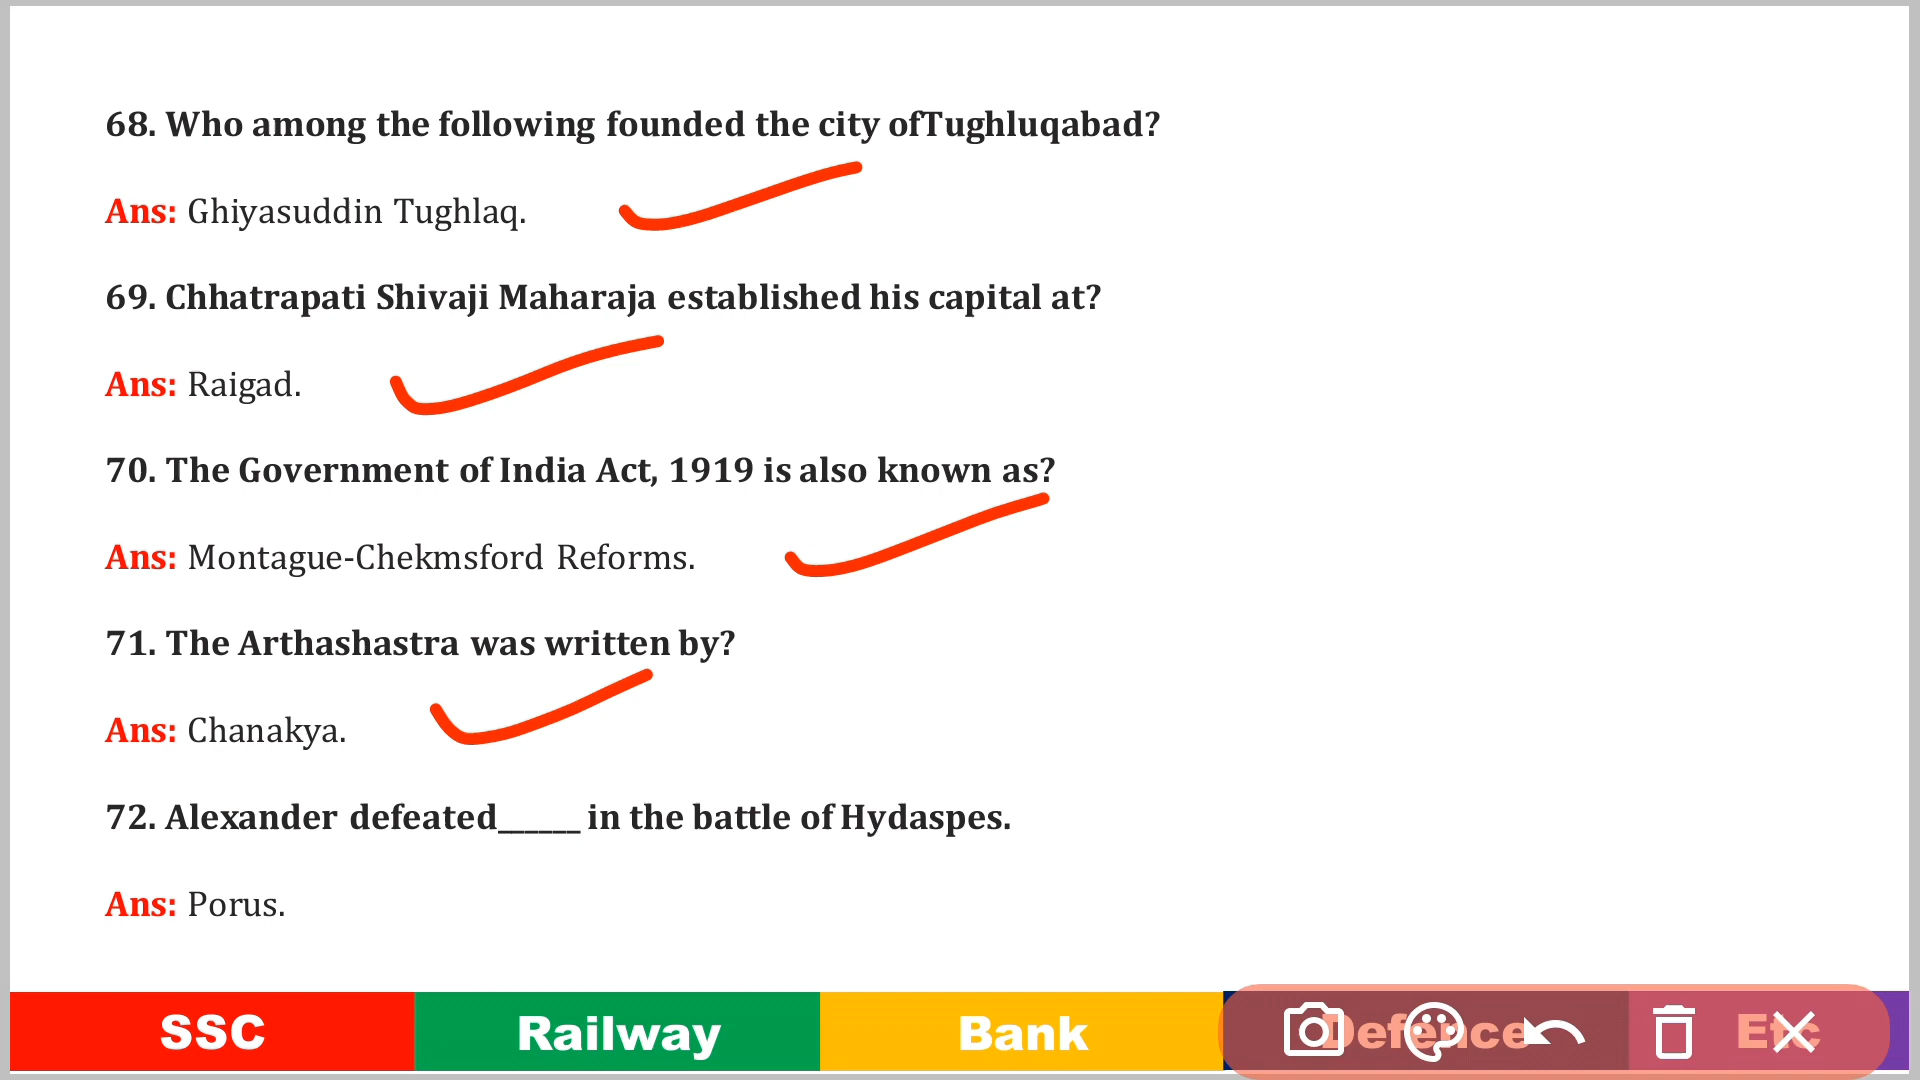 68. Who among the following founded the city ofTughluqabad?
Ans: Ghiyasuddin Tughlaq.
69. Chhatrapati Shivaji Maharaja established his capital at?
Ans: Raigad.
70. The Government of India Act, 1919 is also known as?
Ans: Montague-Chekmsford Reforms.
71. The Arthashastra was written by?
Ans: Chanakya.
72. Alexander defeated______ in the battle of Hydaspes.
Ans: Porus.
SSC Railway Bank Defence Etc